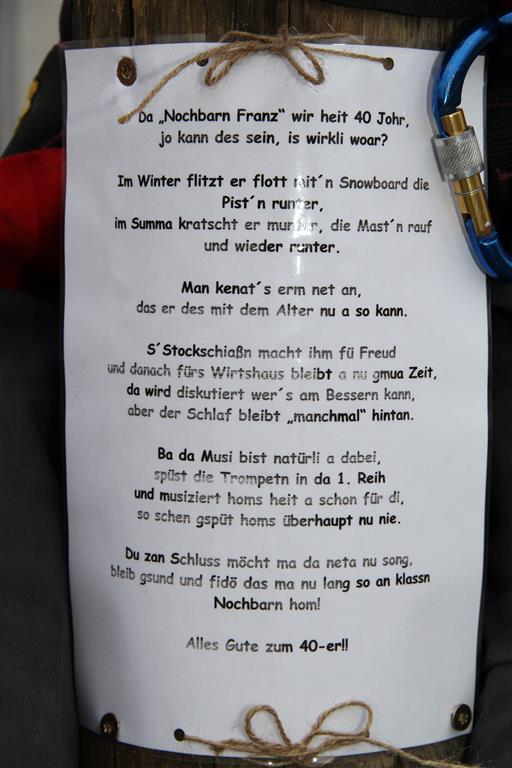 Da „Nochbarn Franz“ wir heit 40 Johr,
jo kann des sein, is wirkli woar?
Im Winter flitzt er flott mit´n Snowboard die
Pist´n runter,
im Summa kratscht er munter, die Mast´n rauf
und wieder runter.
Man kenat´s erm net an,
das er des mit dem Alter nu a so kann.
S´Stockschiaßn macht ihm fü Freud
und danach fürs Wirtshaus bleibt a nu gmua Zeit,
da wird diskutiert wer´s am Bessern kann,
aber der Schlaf bleibt „manchmal“ hintan.
Ba da Musi bist natürli a dabei,
spüst die Trompetn in da 1. Reih
und musiziert homs heit a schon für di,
so schen gspüt homs überhaupt nu nie.
Du zan Schluss möcht ma da neta nu song,
bleib gsund und fidö das ma nu lang so an klassn
Nochbarn hom!
Alles Gute zum 40-er!!